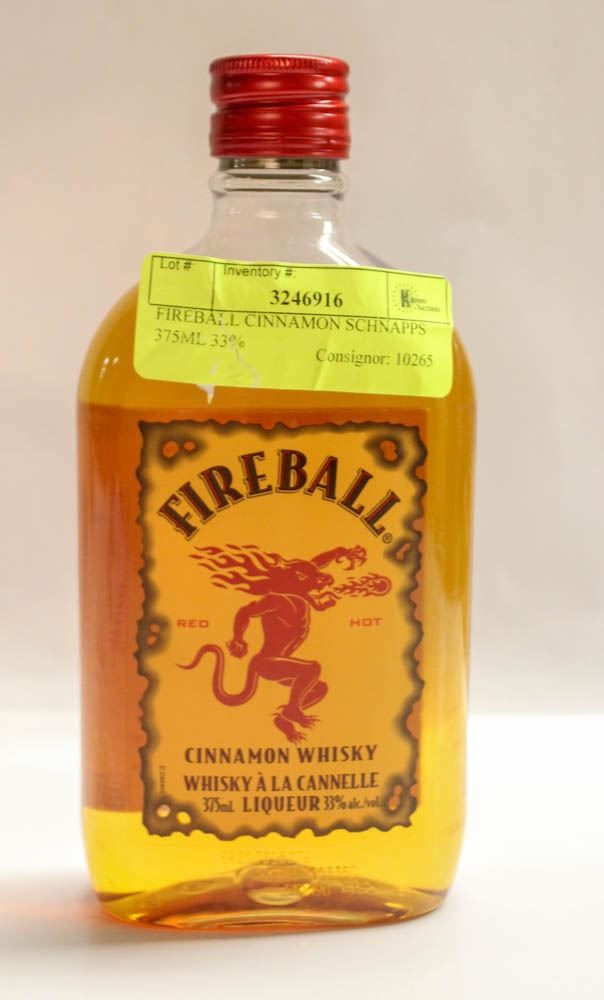 Lot #: Inventory #:
3246916
FIREBALL CINNAMON SCHNAPPS
375ML 33%
Consignor: 10265
FIREBALL®
RED HOT
CINNAMON WHISKY
WHISKY À LA CANNELLE
375mL LIQUEUR 33% alc./vol.